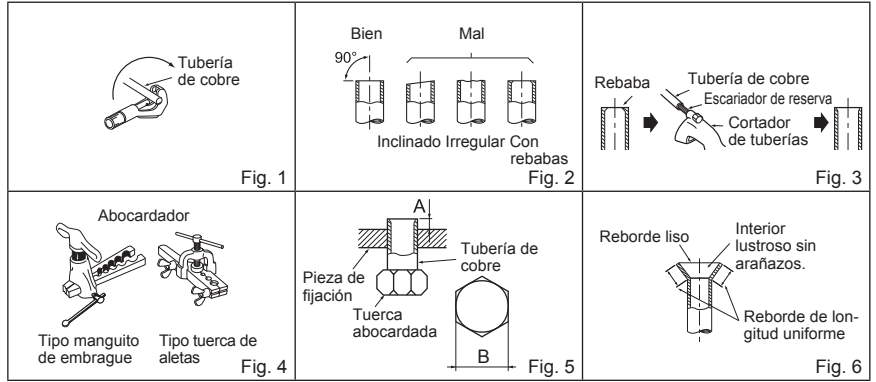 Tubería
de cobre
Fig. 1
Bien
Mal
90°
Inclinado Irregular Con
rebabas
Fig. 2
Rebaba
Tubería de cobre
Escariador de reserva
Cortador
de tuberías
Fig. 3
Abocardador
Tipo manguito
de embrague
Tipo tuerca de
aletas
Fig. 4
A
Tubería de
cobre
Pieza de
fijación
Tuerca
abocardada
B
Fig. 5
Reborde liso
Interior
lustroso sin
arañazos.
Reborde de lon-
gitud uniforme
Fig. 6